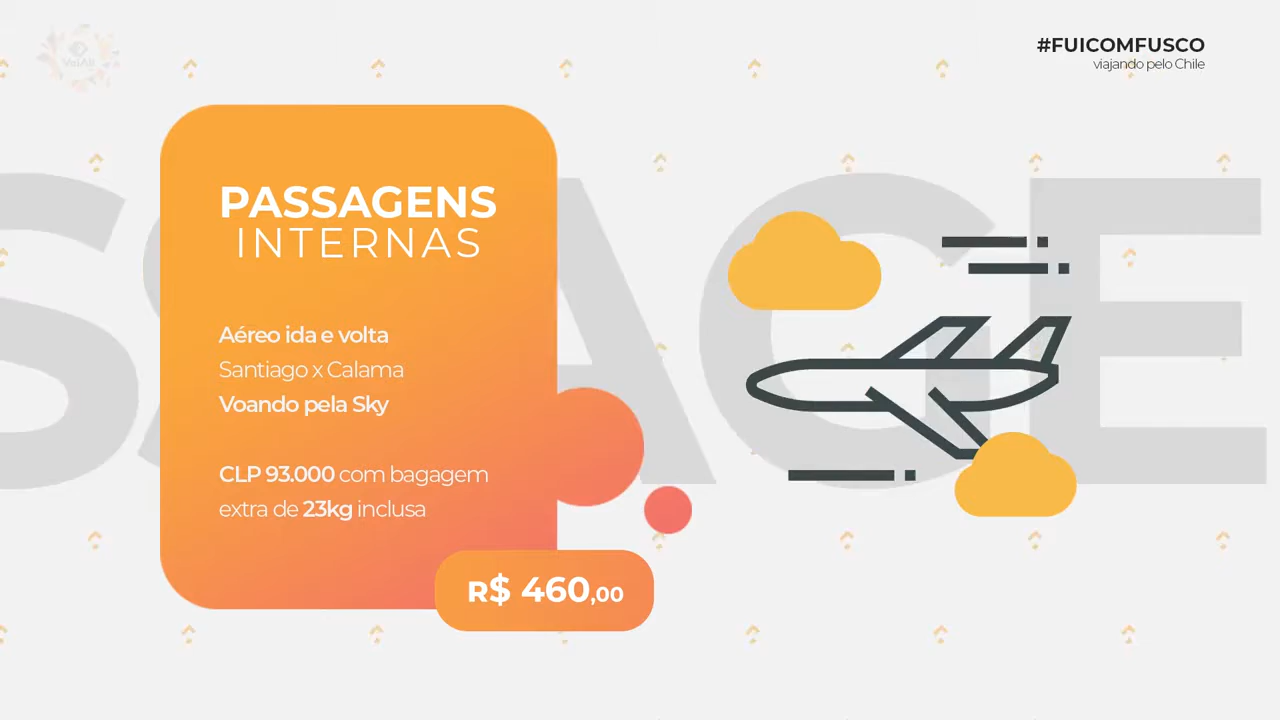 #FUICOMFUSCO
viajando pelo Chile
PASSAGENS
INTERNAS
Aéreo ida e volta
Santiago x Calama
Voando pela Sky
CLP 93.000 com bagagem
extra de 23kg inclusa
R$ 460,00